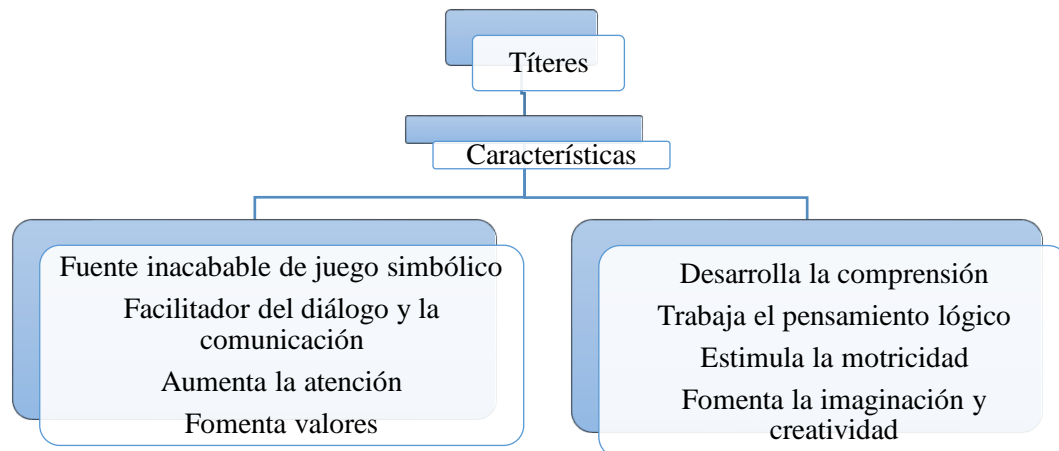 Títeres
Características
Fuente inacabable de juego simbólico
Facilitador del diálogo y la
comunicación
Aumenta la atención
Fomenta valores
Desarrolla la comprensión
Trabaja el pensamiento lógico
Estimula la motricidad
Fomenta la imaginación y
creatividad